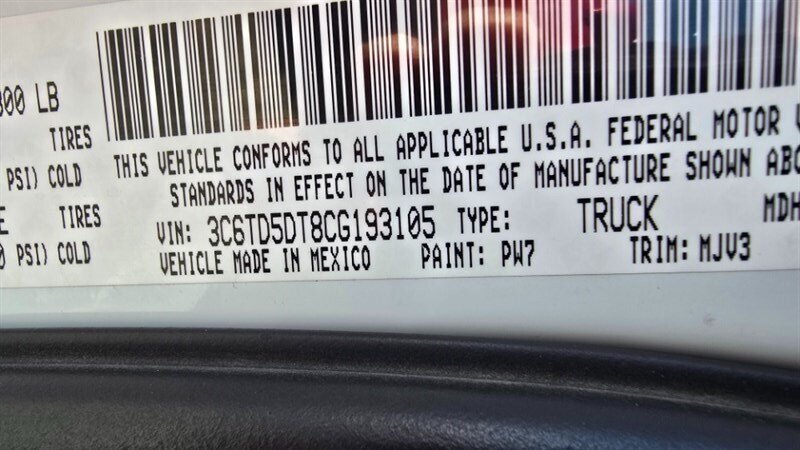 800 LB
TIRES
PSI) COLD
TIRES
PSI) COLD
THIS VEHICLE CONFORMS TO ALL APPLICABLE U.S.A. FEDERAL MOTOR
STANDARDS IN EFFECT ON THE DATE OF MANUFACTURE SHOWN ABO
VIN: 3C6TD5DT8CG193105 TYPE: TRUCK MDH
VEHICLE MADE IN MEXICO PAINT: PW7 TRIM: MJV3